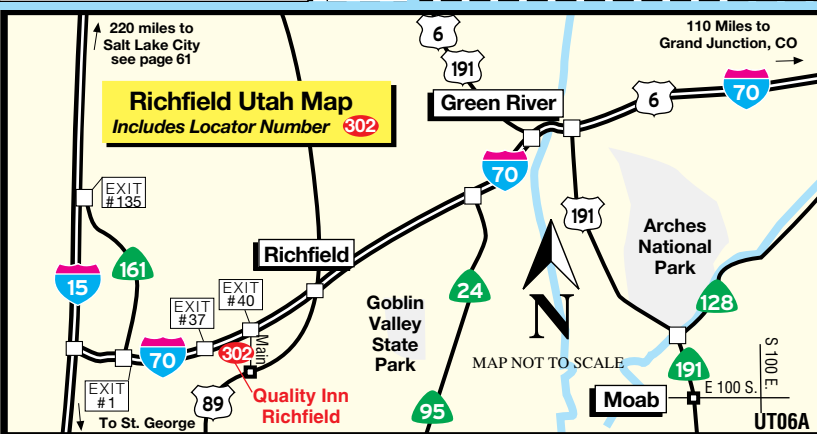 220 miles to
Salt Lake City
see page 61
6
191
110 Miles to
Grand Junction, CO
Richfield Utah Map
Includes Locator Number 302
Green River
6
70
70
EXIT
#135
191
Arches
National
Park
161
Richfield
15
EXIT
#40
24
128
EXIT
#37
Goblin
Valley
State
Park
N
302
Main
70
MAP NOT TO SCALE
191
S 100 E.
EXIT
#1
89
Quality Inn
Richfield
95
Moab
E 100 S.
To St. George
UT06A